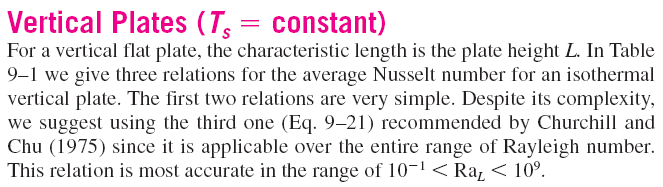 Vertical Plates (Tₛ = constant)
For a vertical flat plate, the characteristic length is the plate height L. In Table
9–1 we give three relations for the average Nusselt number for an isothermal
vertical plate. The first two relations are very simple. Despite its complexity,
we suggest using the third one (Eq. 9–21) recommended by Churchill and
Chu (1975) since it is applicable over the entire range of Rayleigh number.
This relation is most accurate in the range of 10⁻¹ < Ra_L < 10⁹.